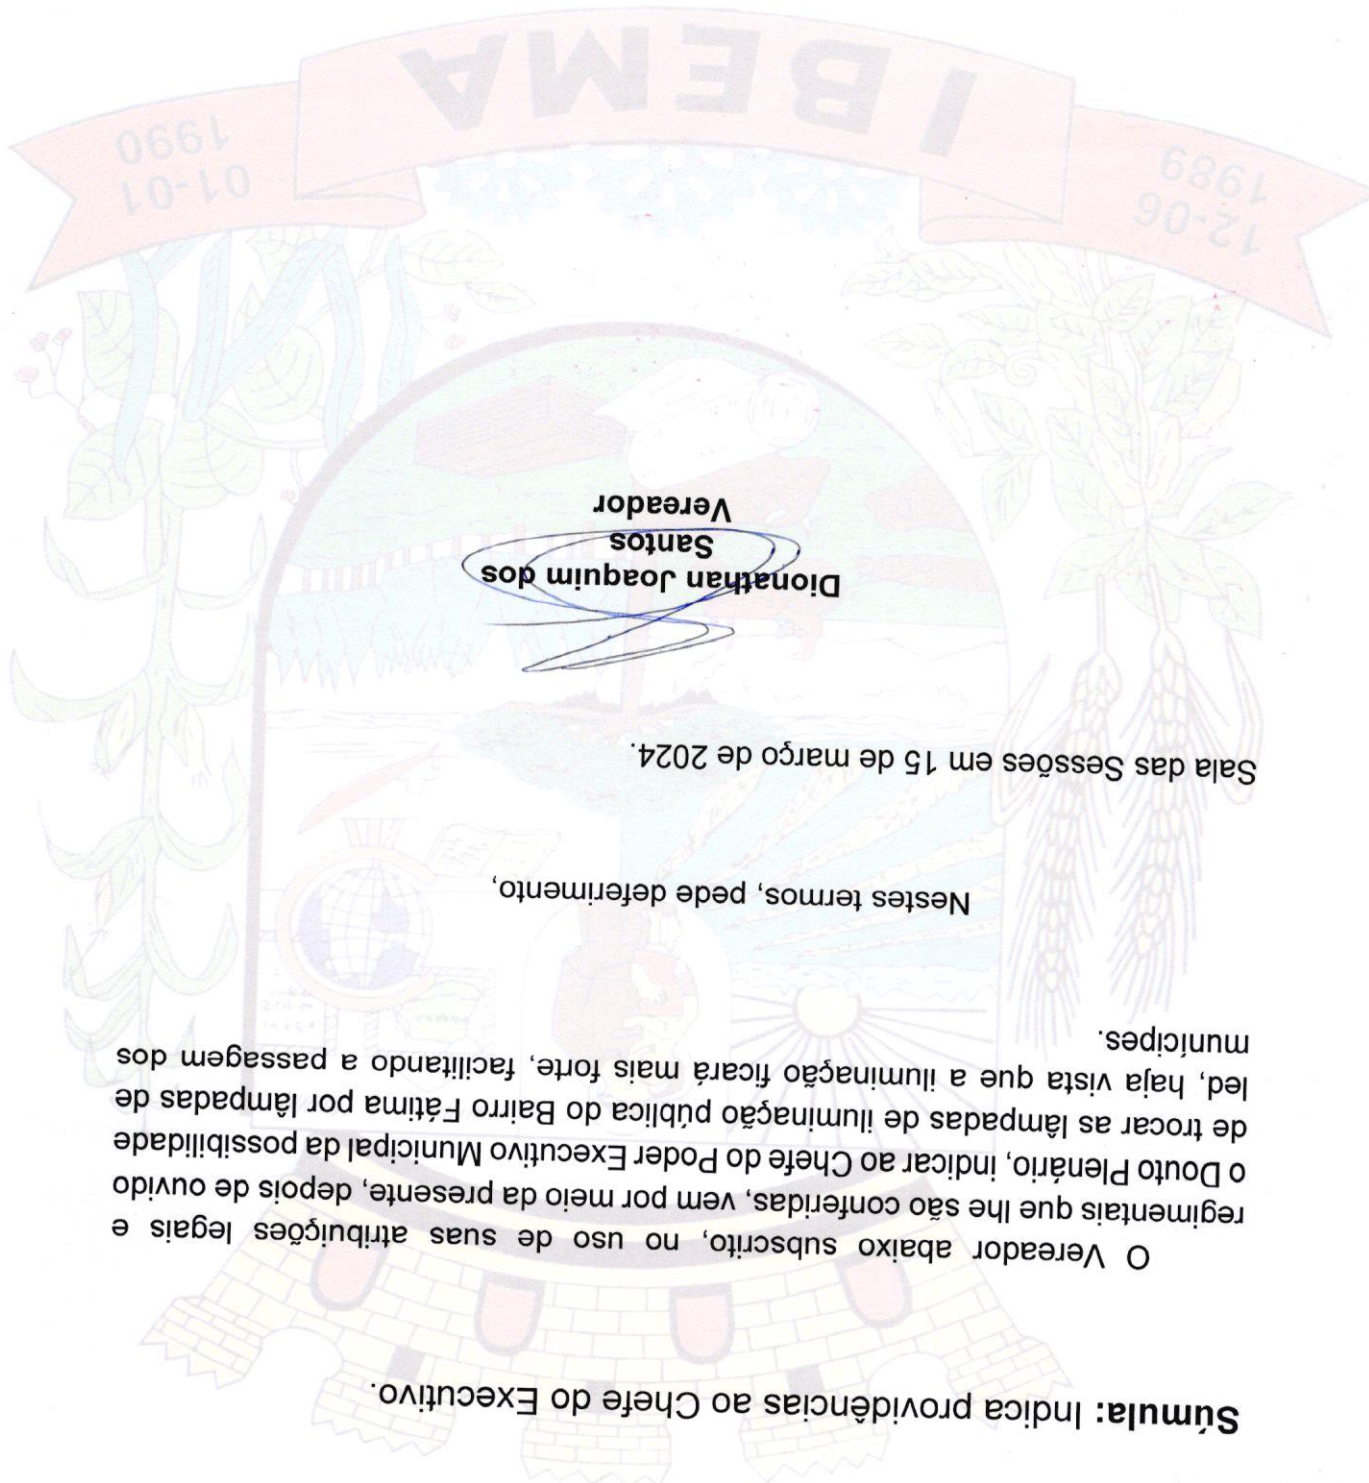 Súmula: Indica providências ao Chefe do Executivo.
O Vereador abaixo subscrito, no uso de suas atribuições legais e
regimentais que lhe são conferidas, vem por meio da presente, depois de ouvido
o Douto Plenário, indicar ao Chefe do Poder Executivo Municipal da possibilidade
de trocar as lâmpadas de iluminação pública do Bairro Fátima por lâmpadas de
led, haja vista que a iluminação ficará mais forte, facilitando a passagem dos
munícipes.
Nestes termos, pede deferimento,
Sala das Sessões em 15 de março de 2024.
Dionathan Joaquim dos
Santos
Vereador
12-06
1989
IBEMA
01-01
1990